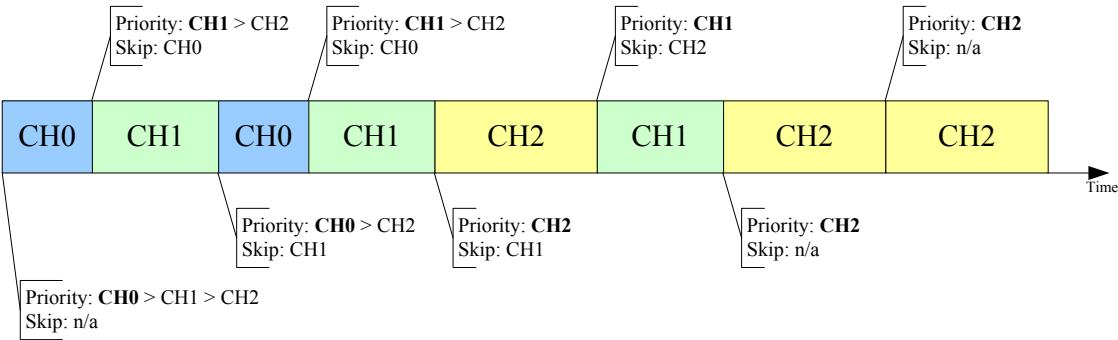 Priority: CH1 > CH2
Skip: CH0
Priority: CH1 > CH2
Skip: CH0
Priority: CH1
Skip: CH2
Priority: CH2
Skip: n/a
CH0
CH1
CH0
CH1
CH2
CH1
CH2
CH2
Time
Priority: CH0 > CH2
Skip: CH1
Priority: CH2
Skip: CH1
Priority: CH2
Skip: n/a
Priority: CH0 > CH1 > CH2
Skip: n/a